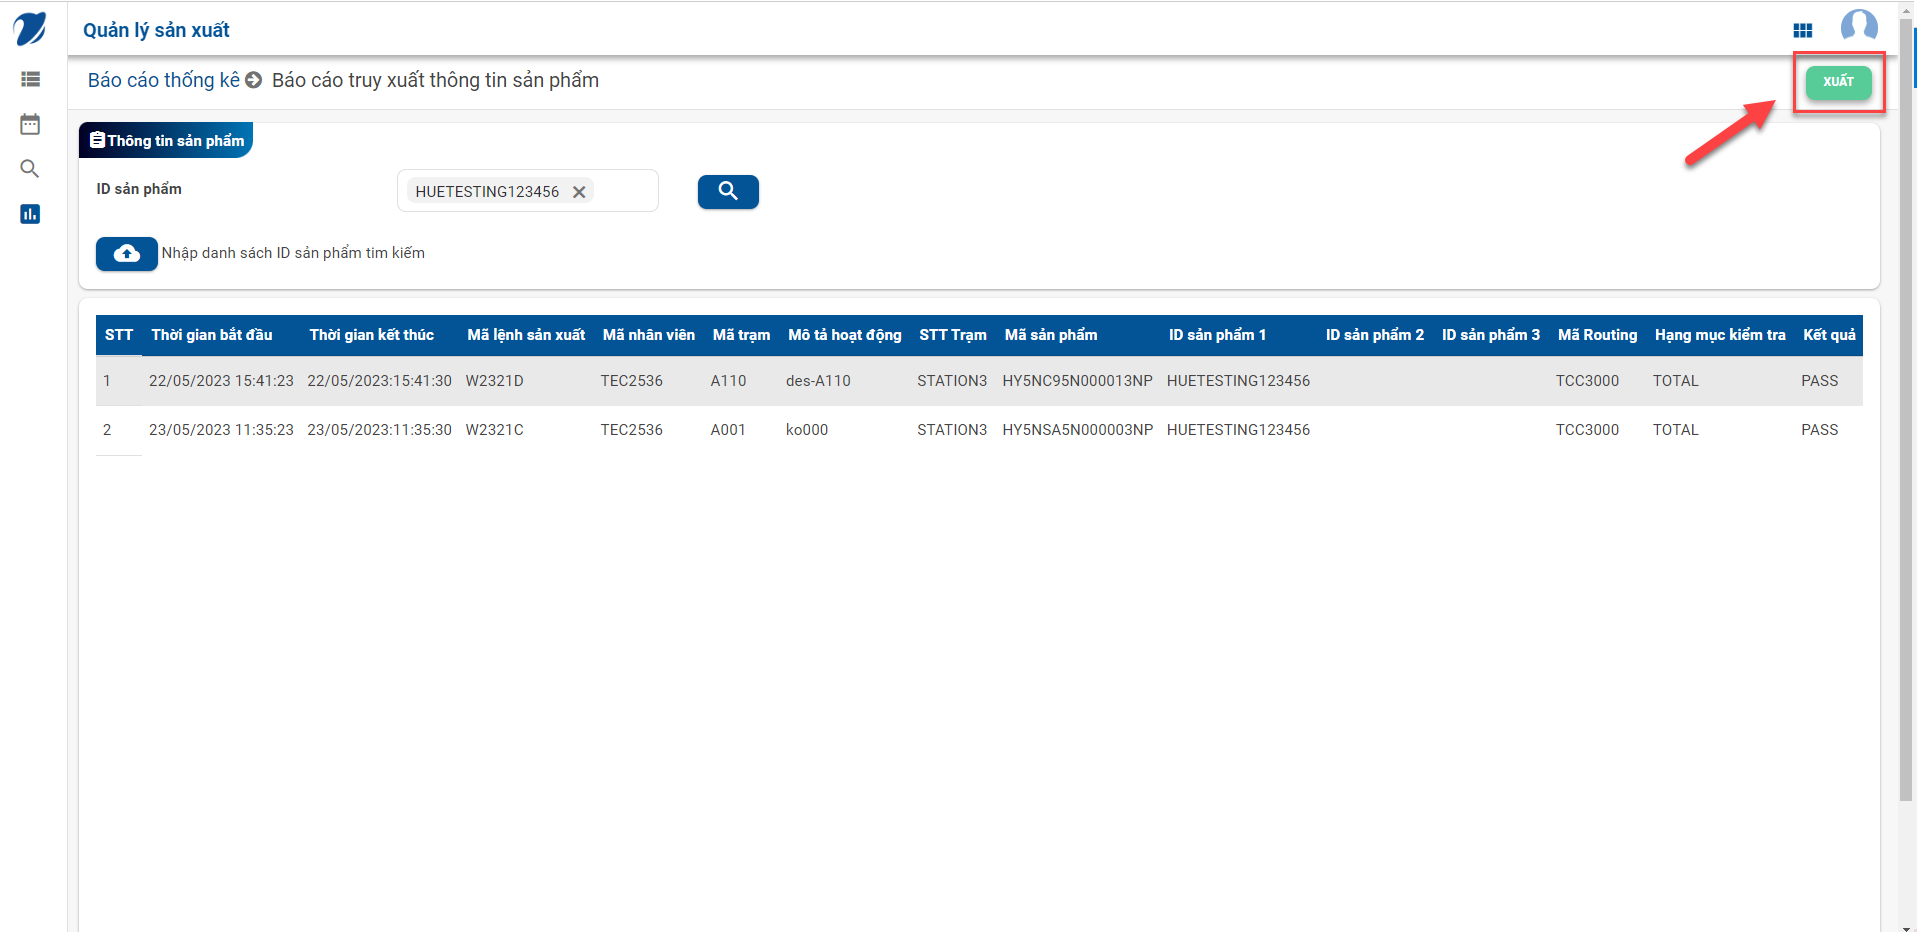 Quản lý sản xuất
Báo cáo thống kê Báo cáo truy xuất thông tin sản phẩm
XUẤT
Thông tin sản phẩm
ID sản phẩm HUETESTING123456
Nhập danh sách ID sản phẩm tim kiếm
STT Thời gian bắt đầu Thời gian kết thúc Mã lệnh sản xuất Mã nhân viên Mã trạm Mô tả hoạt động STT Trạm Mã sản phẩm ID sản phẩm 1 ID sản phẩm 2 ID sản phẩm 3 Mã Routing Hạng mục kiểm tra Kết quả
1 22/05/2023 15:41:23 22/05/2023:15:41:30 W2321D TEC2536 A110 des-A110 STATION3 HY5NC95N000013NP HUETESTING123456 TCC3000 TOTAL PASS
2 23/05/2023 11:35:23 23/05/2023:11:35:30 W2321C TEC2536 A001 ko000 STATION3 HY5NSA5N000003NP HUETESTING123456 TCC3000 TOTAL PASS